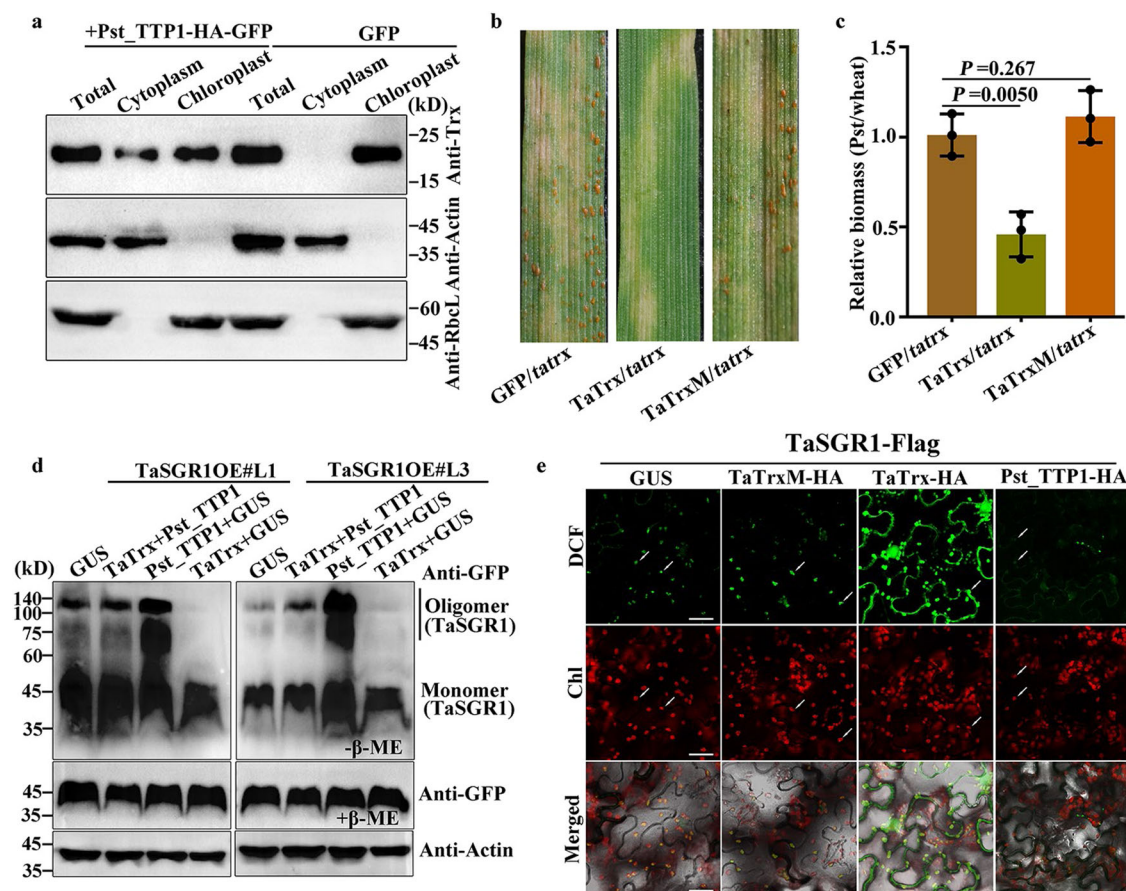 a
+Pst_TTP1-HA-GFP GFP
Total Cytoplasm Chloroplast Total Cytoplasm Chloroplast
(kD)
25
15
Anti-Trx
45
35
Anti-Actin
60
45
Anti-RbcL
b
GFP/tatrx TaTrx/tatrx TaTrxM/tatrx
c
Relative biomass (Pst/wheat)
1.5
1.0
0.5
0.0
P =0.267
P =0.0050
GFP/tatrx TaTrx/tatrx TaTrxM/tatrx
d
TaSGR1OE#L1 TaSGR1OE#L3
GUS TaTrx+Pst_TTP1 Pst_TTP1+GUS TaTrx+GUS GUS TaTrx+Pst_TTP1 Pst_TTP1+GUS TaTrx+GUS
(kD)
Anti-GFP
140
100
75
60
45
35
Oligomer
(TaSGR1)
Monomer
(TaSGR1)
-β-ME
45
35
Anti-GFP
+β-ME
45
35
Anti-Actin
TaSGR1-Flag
e
GUS TaTrxM-HA TaTrx-HA Pst_TTP1-HA
DCF
Chl
Merged